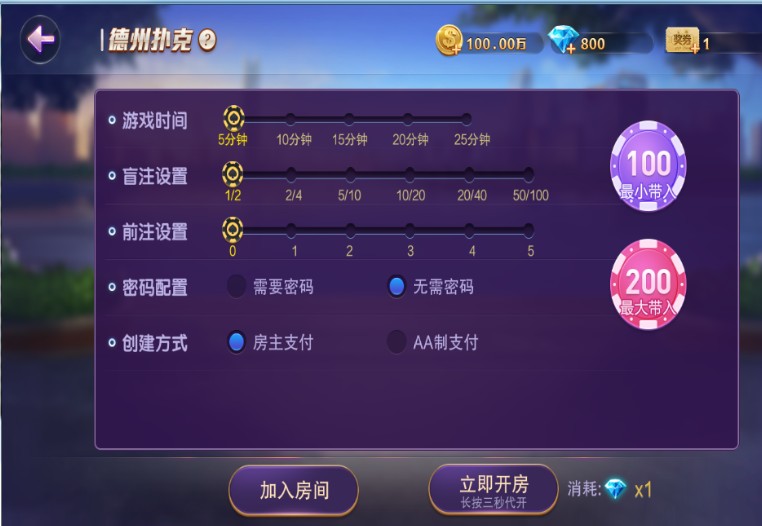 德州扑克 ?
100.00万
800
奖券 1
游戏时间
5分钟 10分钟 15分钟 20分钟 25分钟
盲注设置
1/2 2/4 5/10 10/20 20/40 50/100
前注设置
0 1 2 3 4 5
密码配置 需要密码 无需密码
创建方式 房主支付 AA制支付
100
最小带入
200
最大带入
加入房间
立即开房
长按三秒代开
消耗: x1